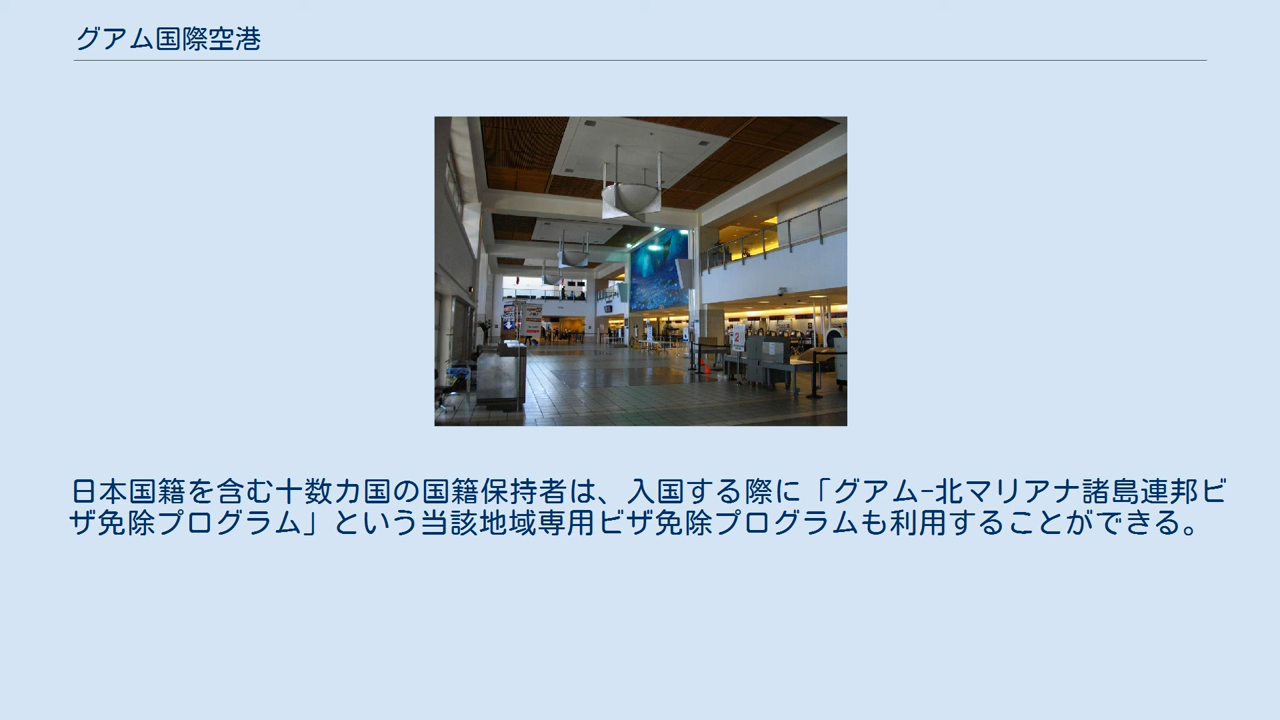 グアム国際空港
日本国籍を含む十数カ国の国籍保持者は、入国する際に「グアム-北マリアナ諸島連邦ビ
ザ免除プログラム」という当該地域専用ビザ免除プログラムも利用することができる。